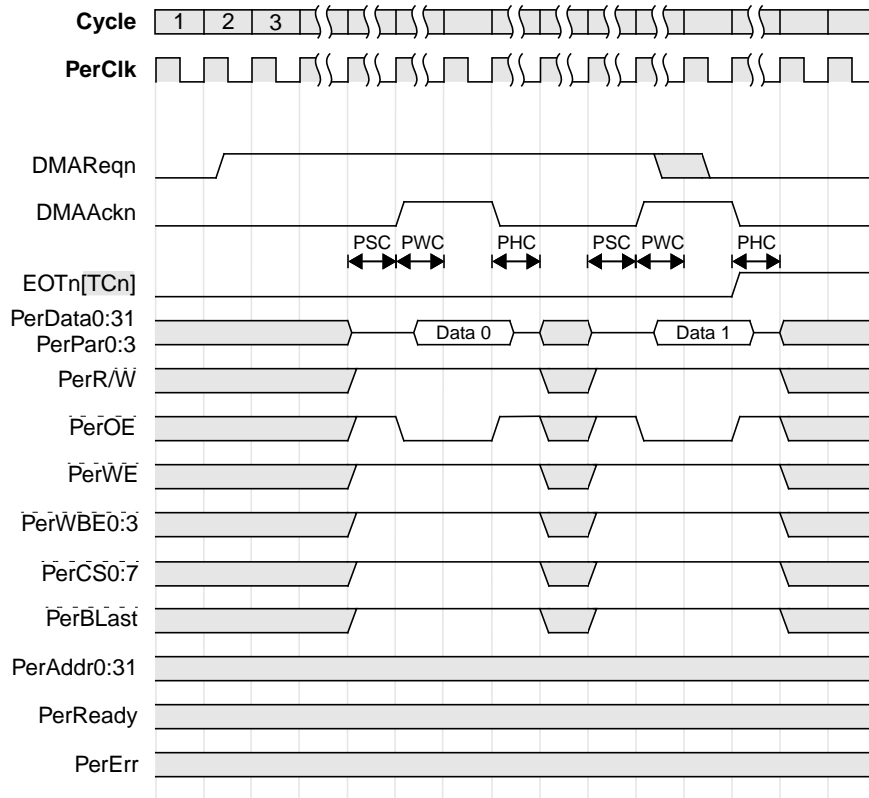 Cycle 1 2 3
PerClk
DMAReqn
DMAAckn
PSC PWC PHC PSC PWC PHC
EOTn[TCn]
PerData0:31
PerPar0:3
Data 0 Data 1
PerR/W
PerOE
PerWE
PerWBE0:3
PerCS0:7
PerBLast
PerAddr0:31
PerReady
PerErr